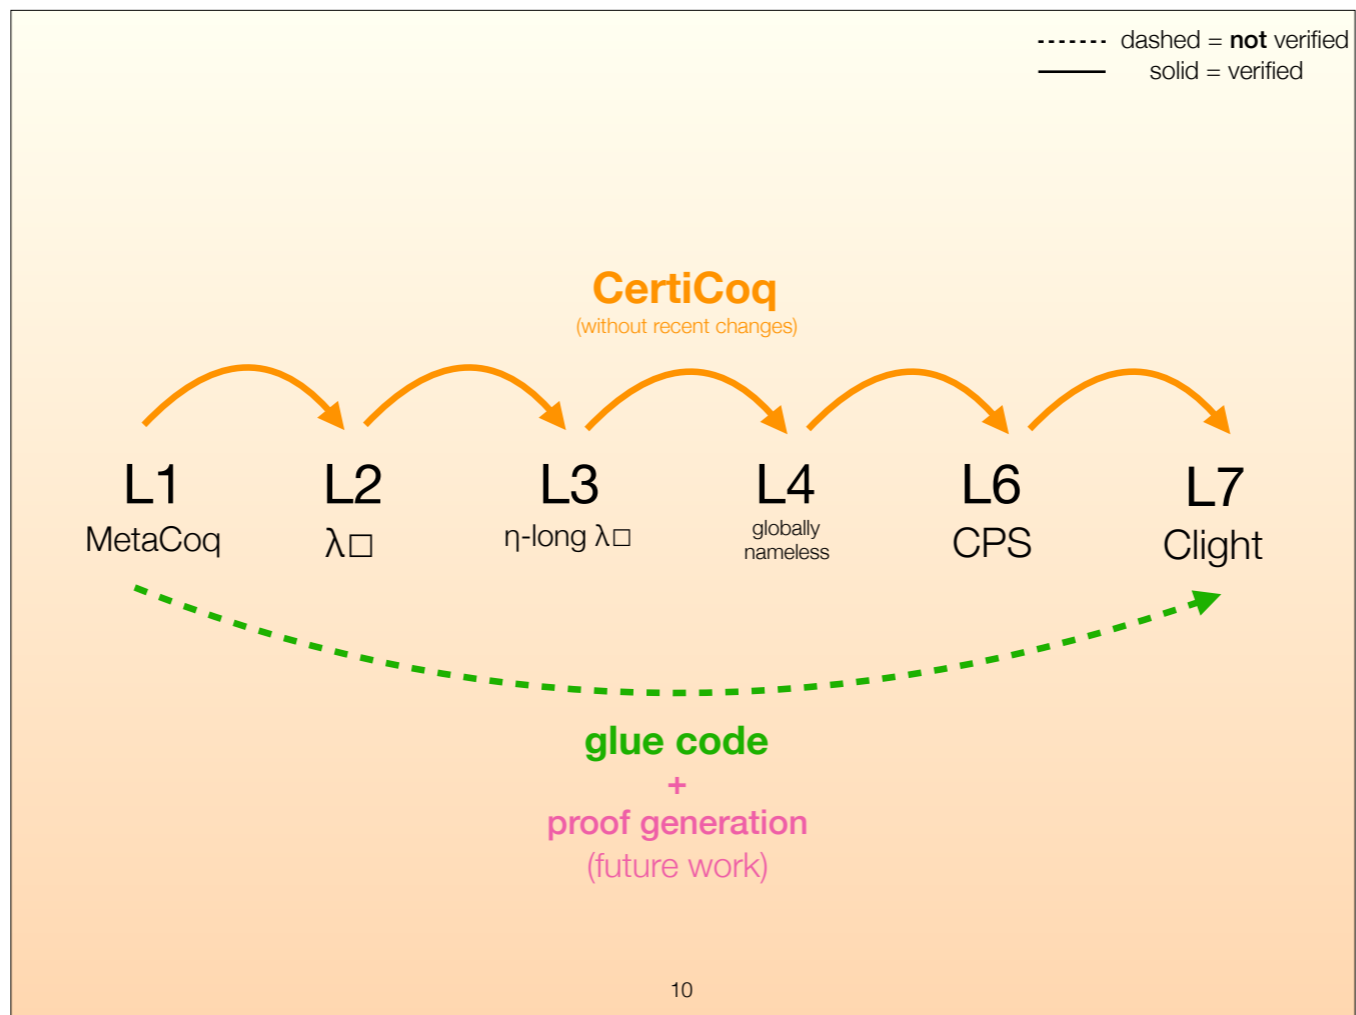 dashed = not verified
solid = verified
CertiCoq
(without recent changes)
L1
MetaCoq
L2
λ□
L3
η-long λ□
L4
globally
nameless
L6
CPS
L7
Clight
glue code
+
proof generation
(future work)
10